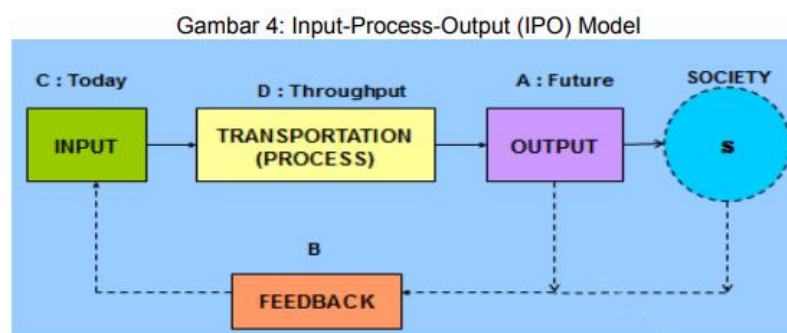 Gambar 4: Input-Process-Output (IPO) Model
C : Today
D : Throughput
A : Future
SOCIETY
INPUT
TRANSPORTATION
(PROCESS)
OUTPUT
S
B
FEEDBACK